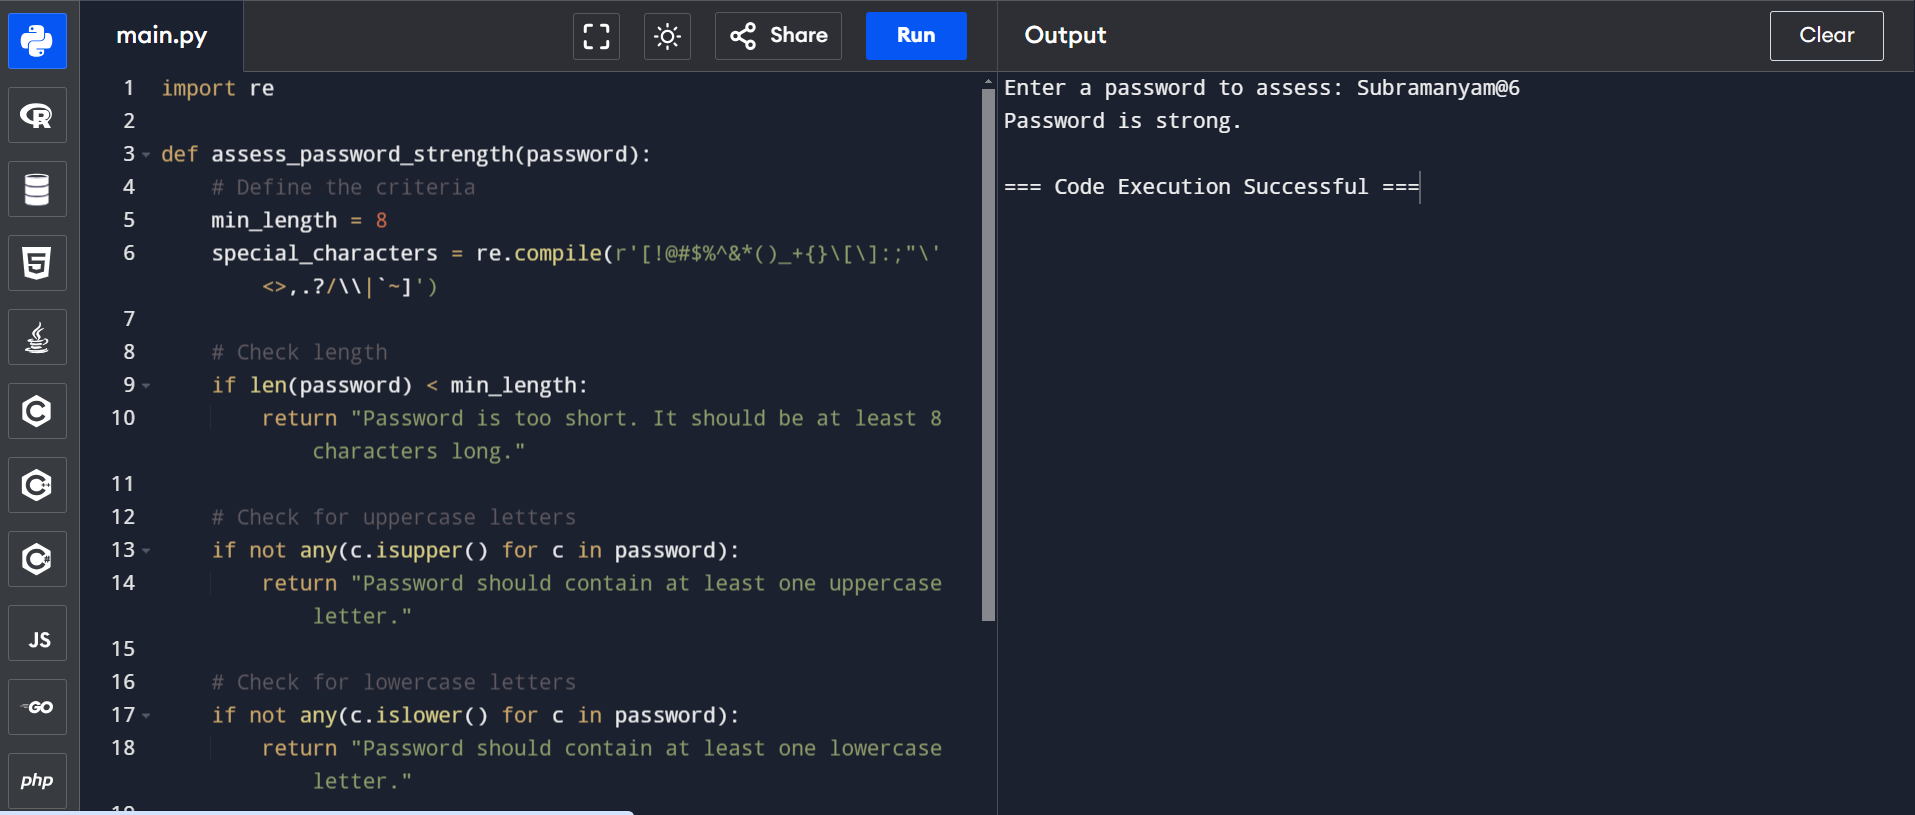 main.py
Share
Run
Output
Clear
1 import re
2
3 def assess_password_strength(password):
4 # Define the criteria
5 min_length = 8
6 special_characters = re.compile(r'[!@#$%^&*()_+{}\[\]:;"\'
<>,.?/\\|`~]')
7
8 # Check length
9 if len(password) < min_length:
10 return "Password is too short. It should be at least 8
characters long."
11
12 # Check for uppercase letters
13 if not any(c.isupper() for c in password):
14 return "Password should contain at least one uppercase
letter."
15
16 # Check for lowercase letters
17 if not any(c.islower() for c in password):
18 return "Password should contain at least one lowercase
letter."
Enter a password to assess: Subramanyam@6
Password is strong.
=== Code Execution Successful ===
R
5
C
C++
C#
JS
GO
php